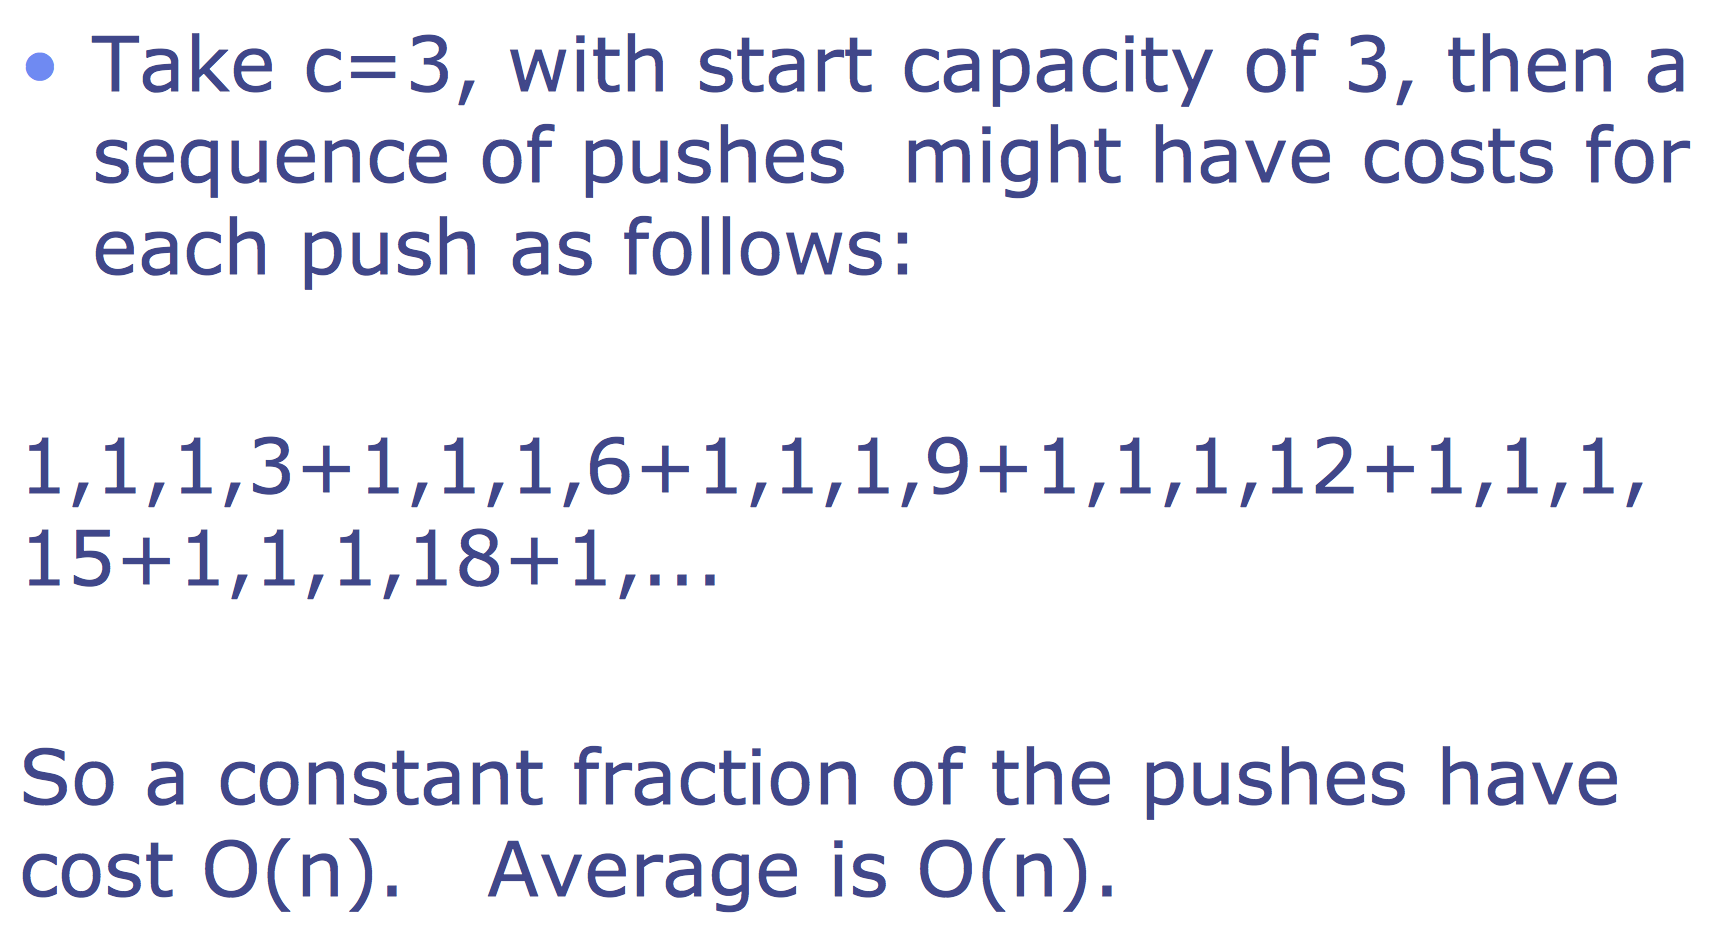 • Take c=3, with start capacity of 3, then a
sequence of pushes  might have costs for
each push as follows:
1,1,1,3+1,1,1,6+1,1,1,9+1,1,1,12+1,1,1,
15+1,1,1,18+1,...
So a constant fraction of the pushes have
cost O(n).   Average is O(n).